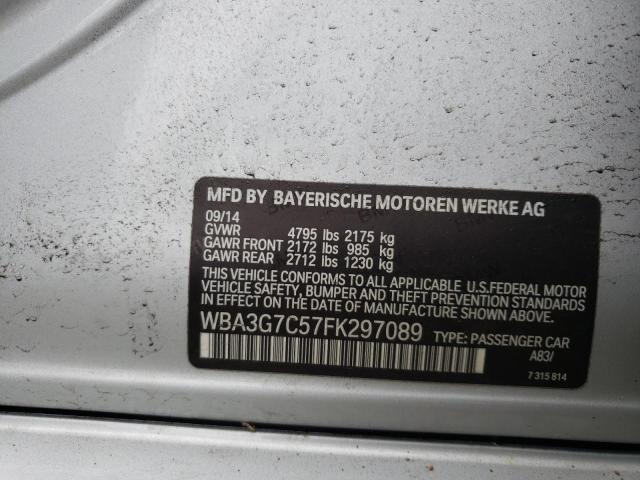 MFD BY BAYERISCHE MOTOREN WERKE AG
09/14
GVWR 4795 lbs 2175 kg
GAWR FRONT 2172 lbs 985 kg
GAWR REAR 2712 lbs 1230 kg
THIS VEHICLE CONFORMS TO ALL APPLICABLE U.S.FEDERAL MOTOR
VEHICLE SAFETY, BUMPER, AND THEFT PREVENTION STANDARDS
IN EFFECT ON THE DATE OF MANUFACTURE SHOWN ABOVE.
WBA3G7C57FK297089 TYPE: PASSENGER CAR
A83/
7 315 814